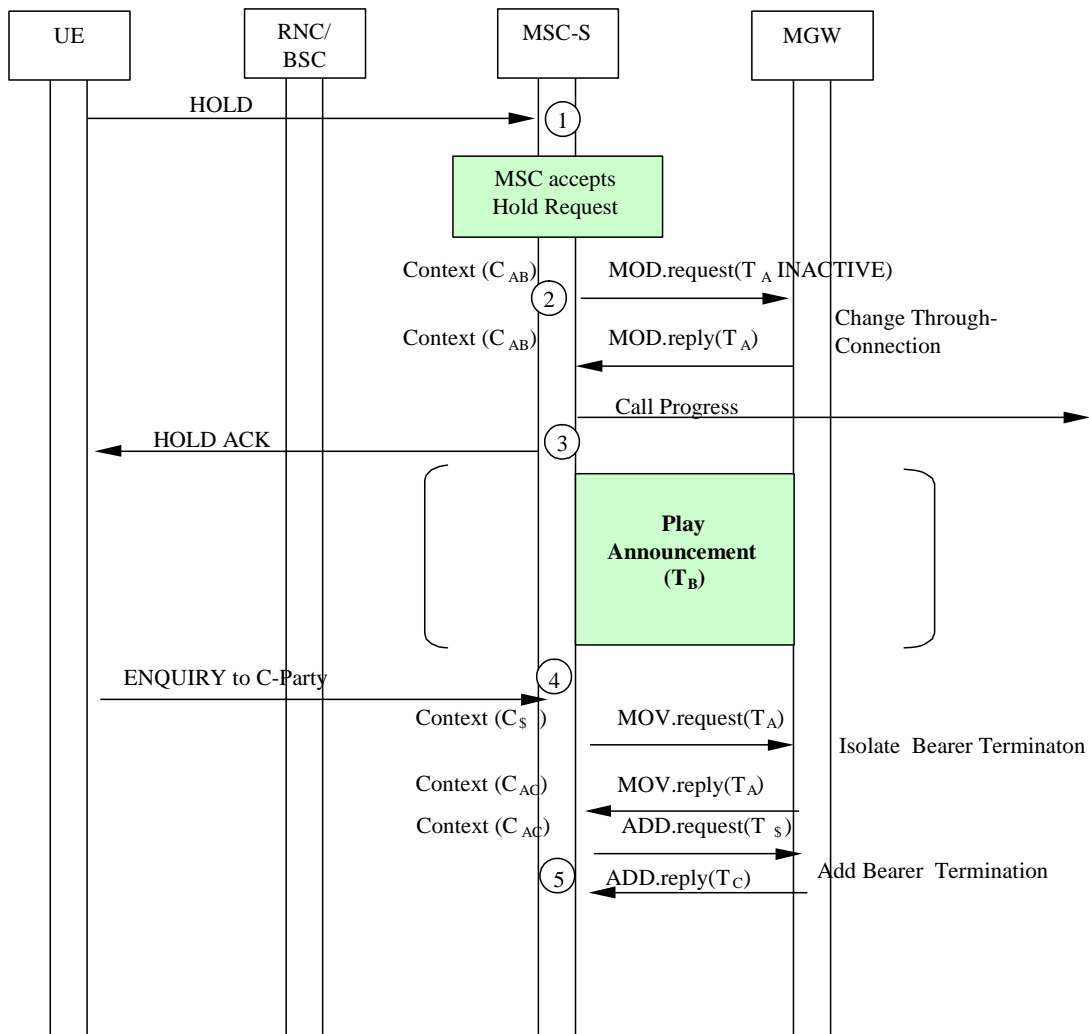 UE
RNC/
BSC
MSC-S
MGW
HOLD
1
MSC accepts
Hold Request
Context (C AB)
2
MOD.request(T A INACTIVE)
Change Through-
Connection
Context (C AB)
MOD.reply(T A)
Call Progress
HOLD ACK
3
Play
Announcement
(T B)
ENQUIRY to C-Party
4
Context (C $ )
MOV.request(T A)
Isolate Bearer Terminaton
Context (C AC)
MOV.reply(T A)
Context (C AC)
ADD.request(T $)
5
ADD.reply(T C)
Add Bearer Termination